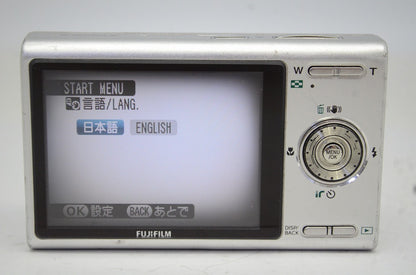 START MENU
言語/LANG.
日本語 ENGLISH
OK 設定 BACK あとで
FUJIFILM
W T
MENU
/OK
DISP/
BACK